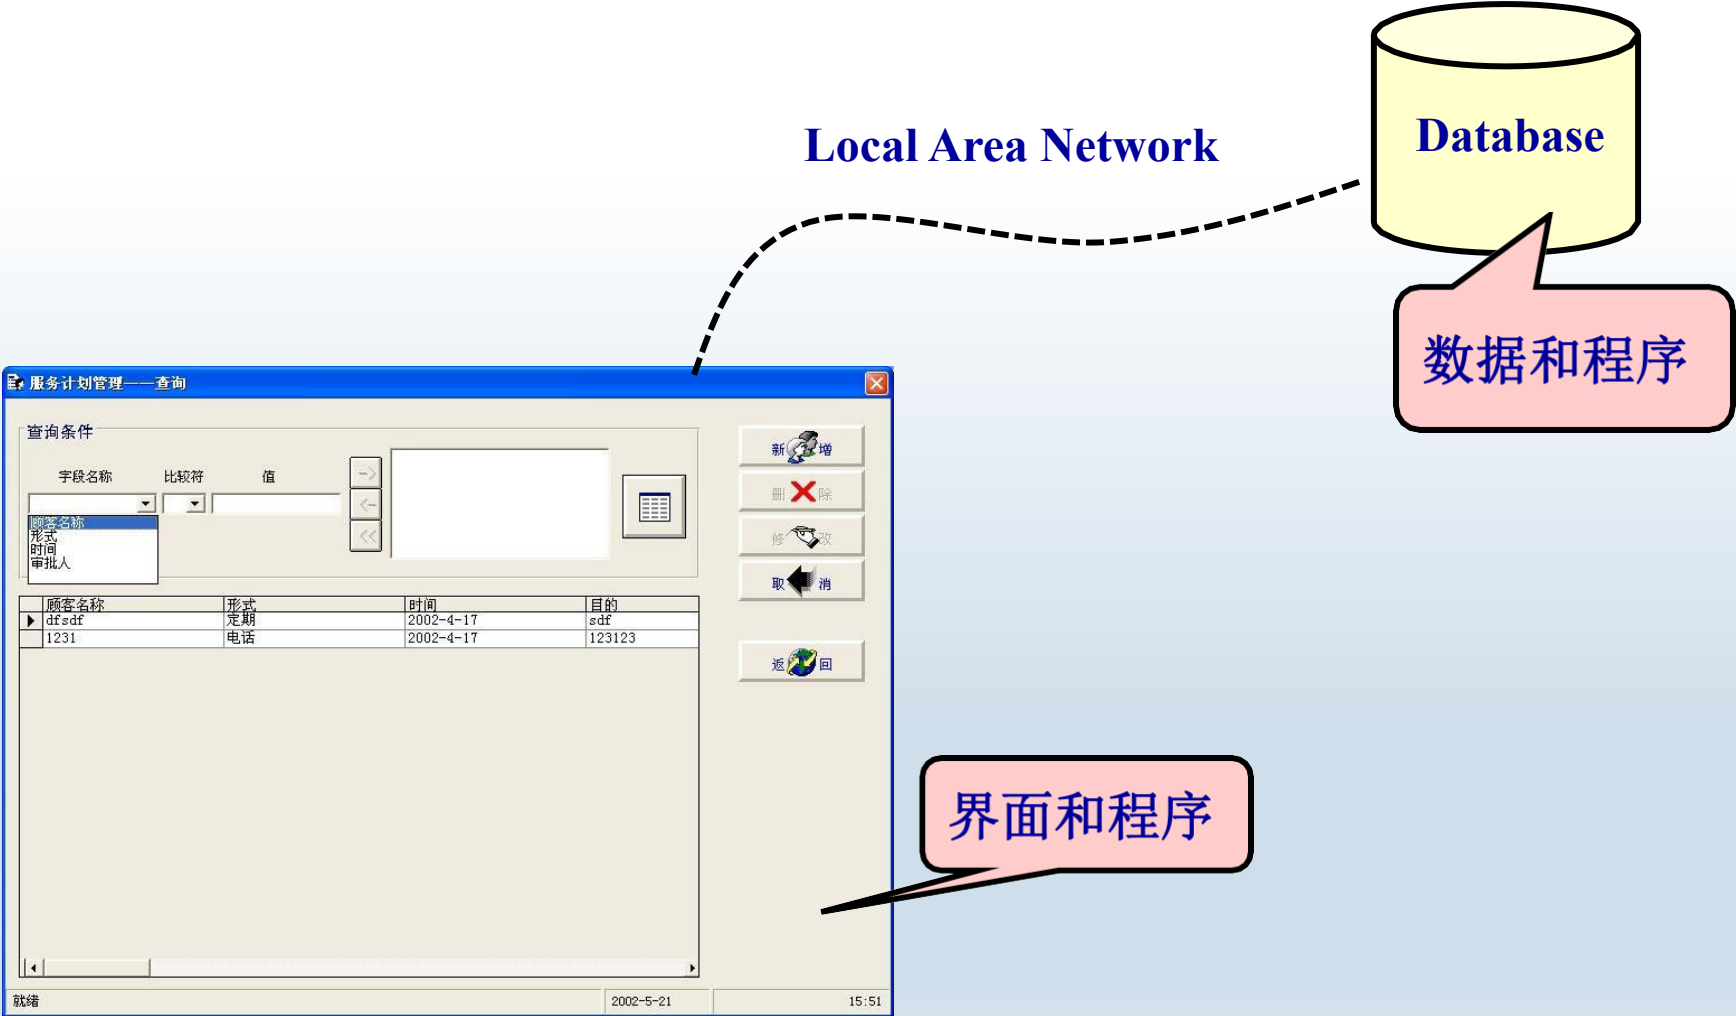 Local Area Network
Database
数据和程序
服务计划管理——查询
查询条件
字段名称 比较符 值
->
<-
<<
顾客名称
形式
时间
审批人
新增
删除
修改
取消
返回
顾客名称 形式 时间 目的
dfsdf 定期 2002-4-17 sdf
1231 电话 2002-4-17 123123
界面和程序
就绪 2002-5-21 15:51